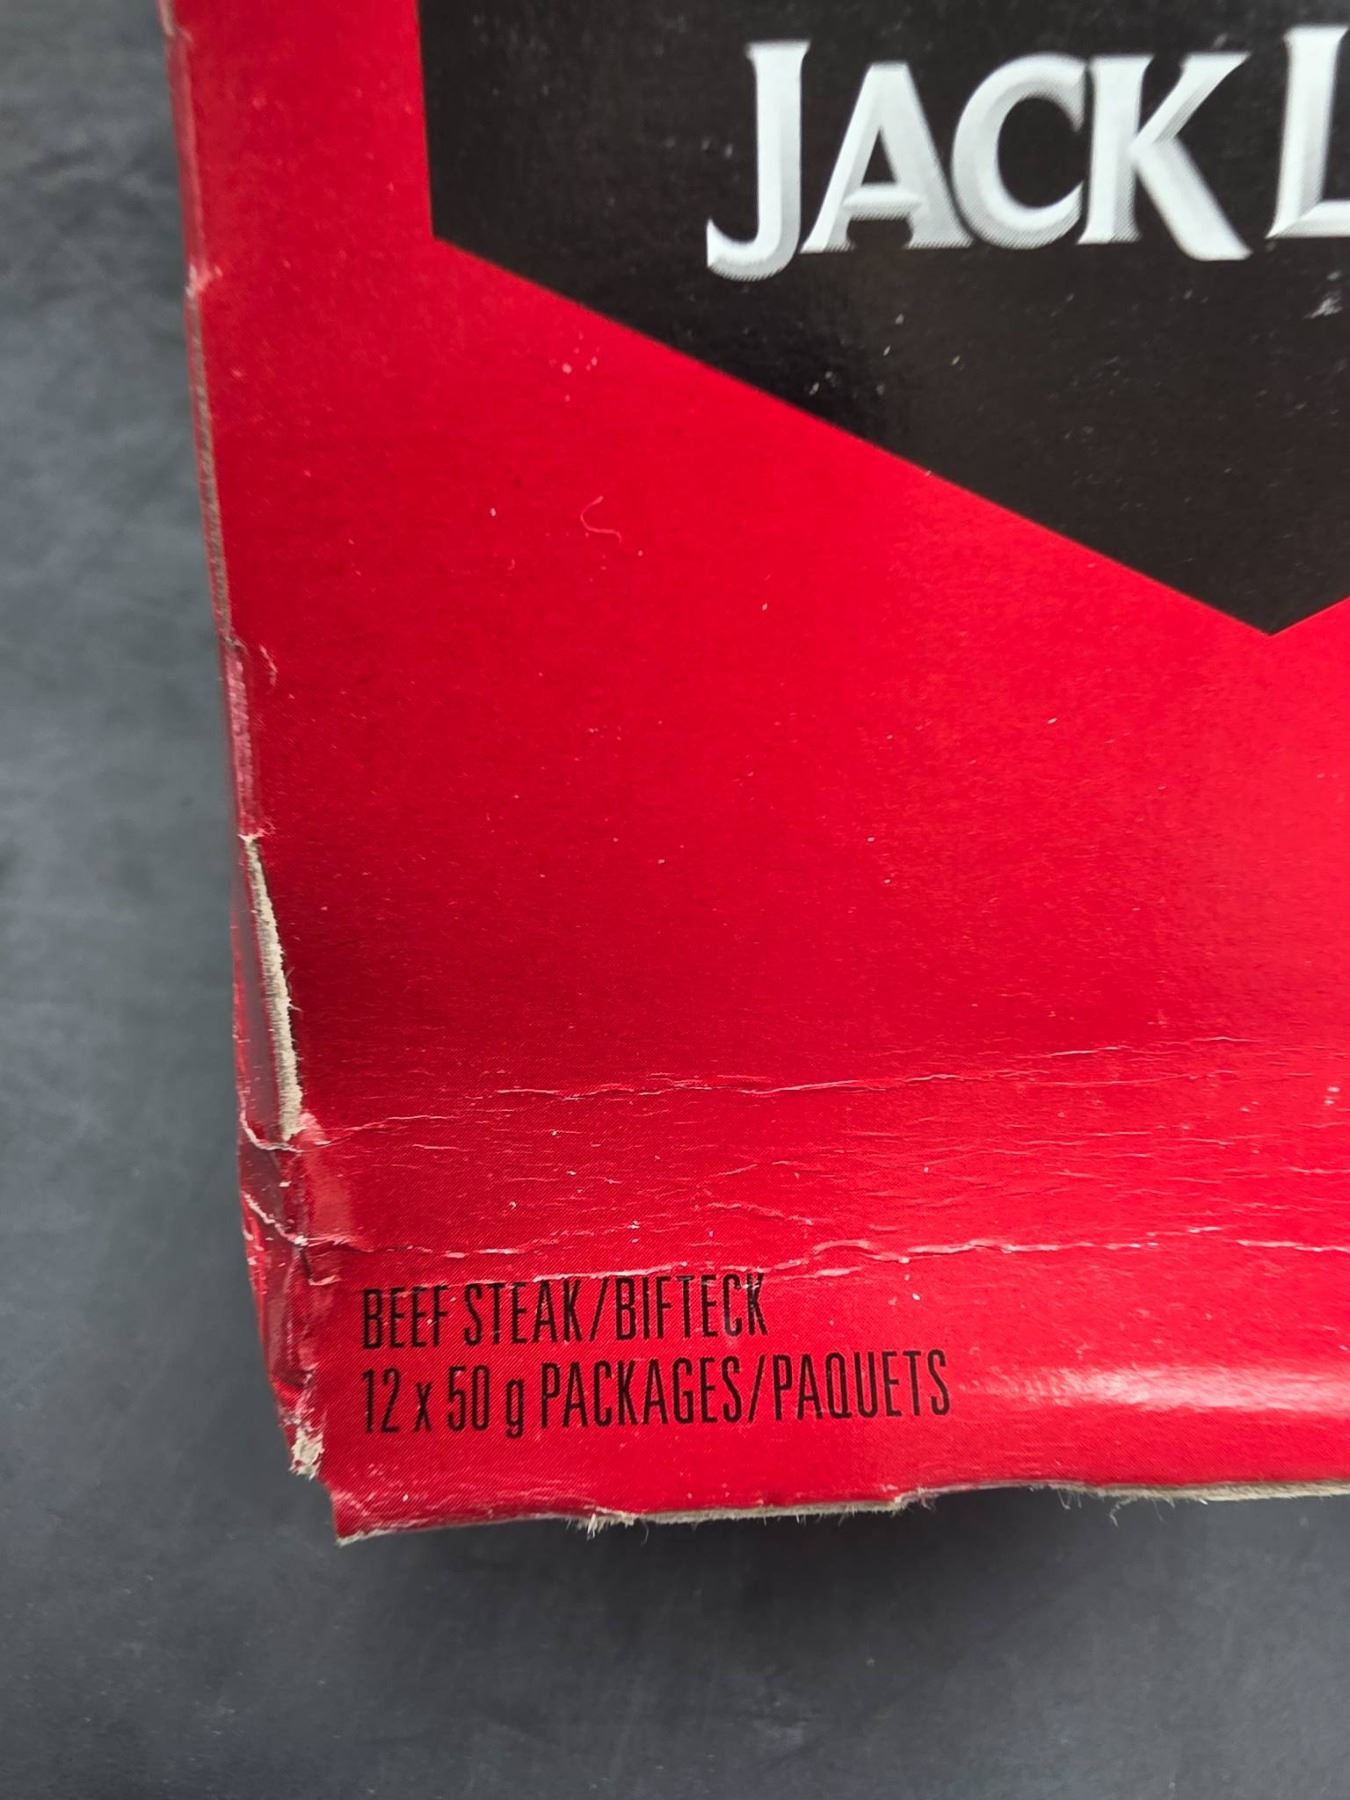 JACK L
BEEF STEAK/BIFTECK
12 x 50 g PACKAGES/PAQUETS